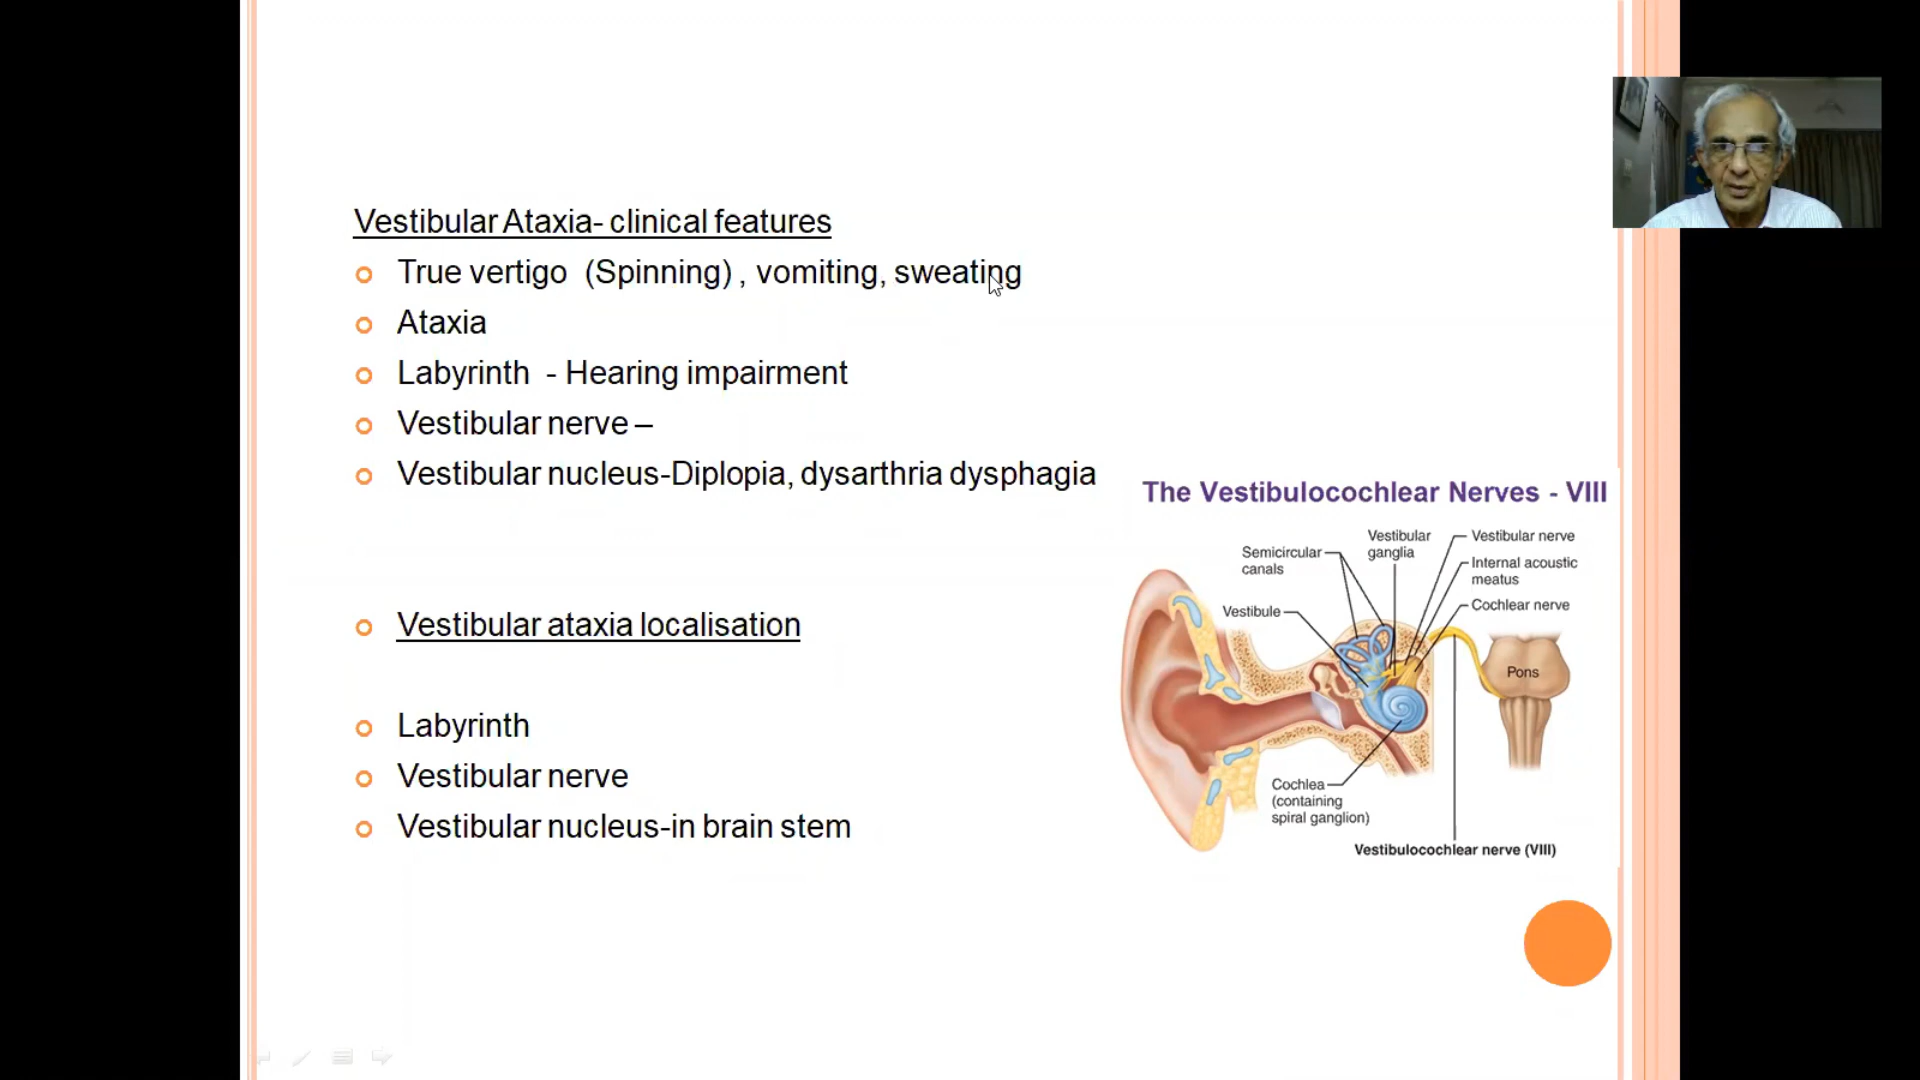 Vestibular Ataxia- clinical features
True vertigo (Spinning) , vomiting, sweating
Ataxia
Labyrinth - Hearing impairment
Vestibular nerve –
Vestibular nucleus-Diplopia, dysarthria dysphagia
Vestibular ataxia localisation
Labyrinth
Vestibular nerve
Vestibular nucleus-in brain stem
The Vestibulocochlear Nerves - VIII
Semicircular
canals
Vestibular
ganglia
Vestibular nerve
Internal acoustic
meatus
Cochlear nerve
Vestibule
Pons
Cochlea
(containing
spiral ganglion)
Vestibulocochlear nerve (VIII)